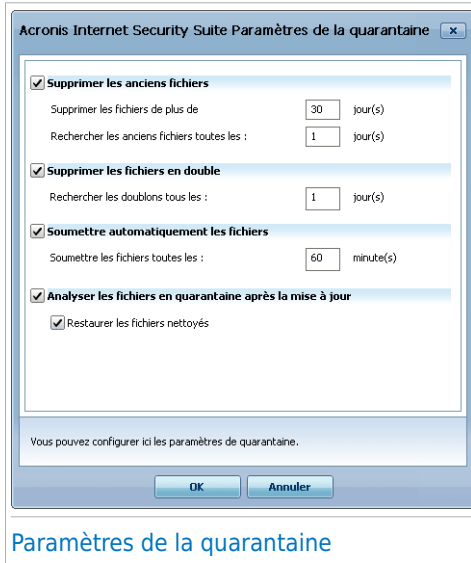 Acronis Internet Security Suite Paramètres de la quarantaine
Supprimer les anciens fichiers
Supprimer les fichiers de plus de 30 jour(s)
Rechercher les anciens fichiers toutes les : 1 jour(s)
Supprimer les fichiers en double
Rechercher les doublons tous les : 1 jour(s)
Soumettre automatiquement les fichiers
Soumettre les fichiers toutes les : 60 minute(s)
Analyser les fichiers en quarantaine après la mise à jour
Restaurer les fichiers nettoyés
Vous pouvez configurer ici les paramètres de quarantaine.
OK Annuler
Paramètres de la quarantaine